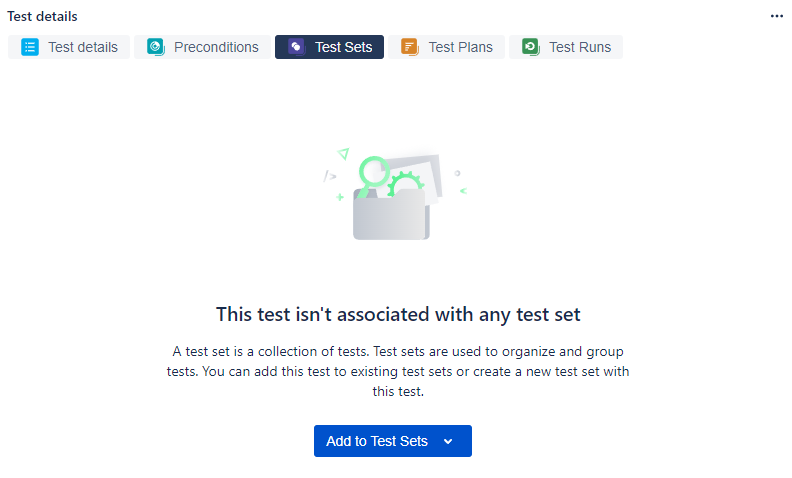 Test details
Test details Preconditions Test Sets Test Plans Test Runs
</>
This test isn't associated with any test set
A test set is a collection of tests. Test sets are used to organize and group
tests. You can add this test to existing test sets or create a new test set with
this test.
Add to Test Sets